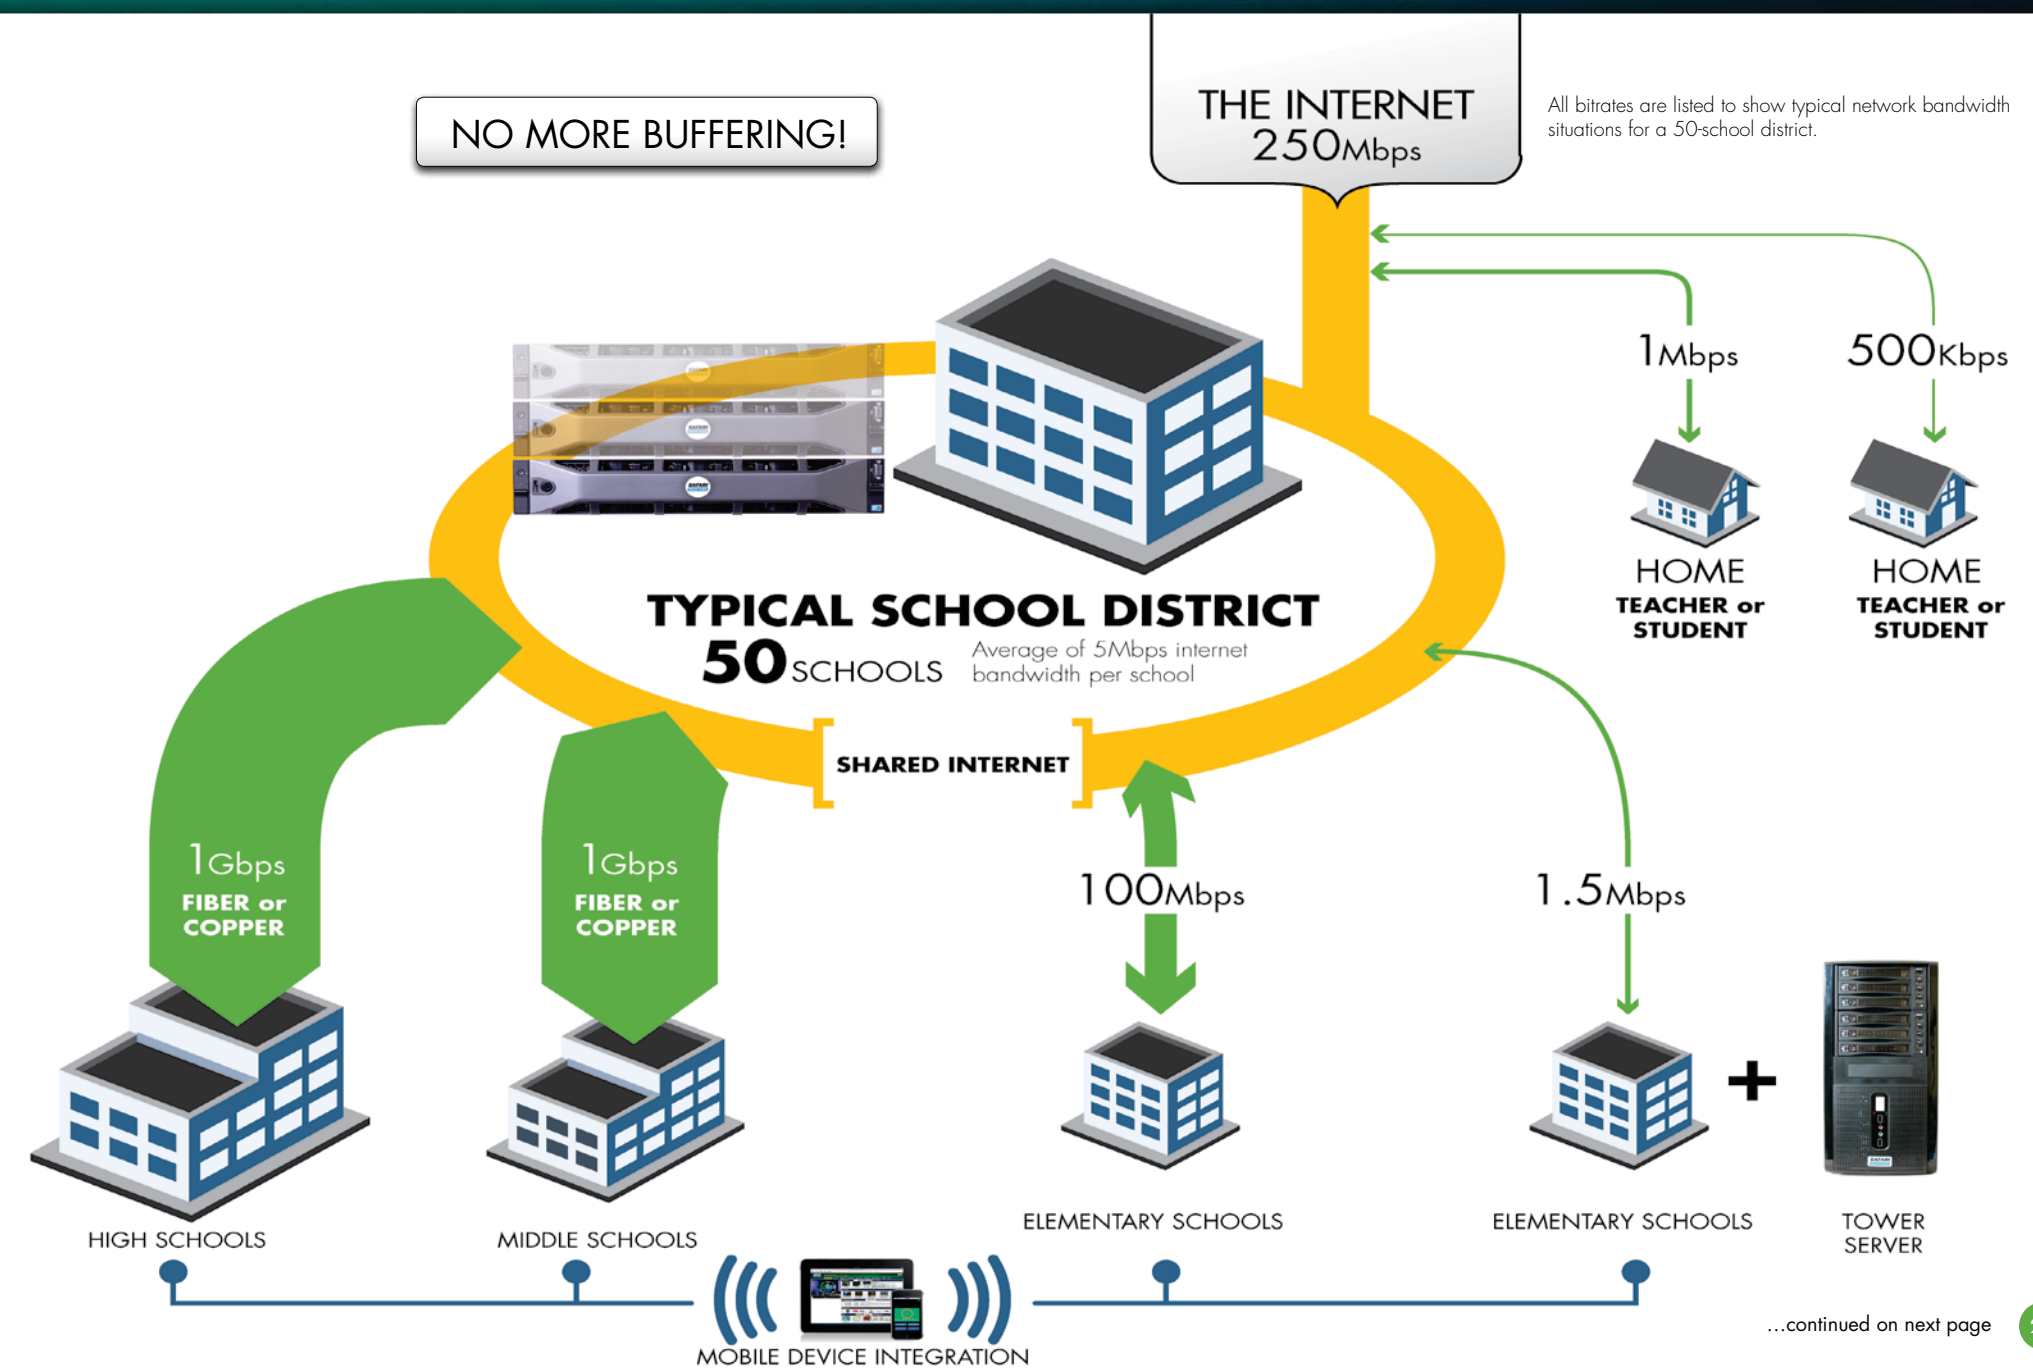 NO MORE BUFFERING!
THE INTERNET
250Mbps
All bitrates are listed to show typical network bandwidth
situations for a 50-school district.
1Mbps
500Kbps
HOME
TEACHER or
STUDENT
HOME
TEACHER or
STUDENT
TYPICAL SCHOOL DISTRICT
50 SCHOOLS
Average of 5Mbps internet
bandwidth per school
SHARED INTERNET
1Gbps
FIBER or
COPPER
1Gbps
FIBER or
COPPER
100Mbps
1.5Mbps
HIGH SCHOOLS
MIDDLE SCHOOLS
ELEMENTARY SCHOOLS
ELEMENTARY SCHOOLS
TOWER
SERVER
MOBILE DEVICE INTEGRATION
...continued on next page